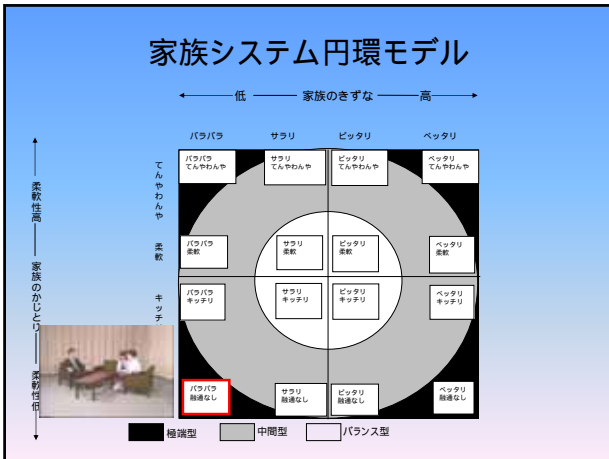 家族システム円環モデル
低 家族のきずな 高
バラバラ サラリ ピッタリ ベッタリ
柔軟性高 家族のかじとり 柔軟性低
てんやわんや
柔軟
キッチ
バラバラ
てんやわんや
サラリ
てんやわんや
ピッタリ
てんやわんや
ベッタリ
てんやわんや
バラバラ
柔軟
サラリ
柔軟
ピッタリ
柔軟
ベッタリ
柔軟
バラバラ
キッチリ
サラリ
キッチリ
ピッタリ
キッチリ
ベッタリ
キッチリ
バラバラ
融通なし
サラリ
融通なし
ピッタリ
融通なし
ベッタリ
融通なし
極端型 中間型 バランス型